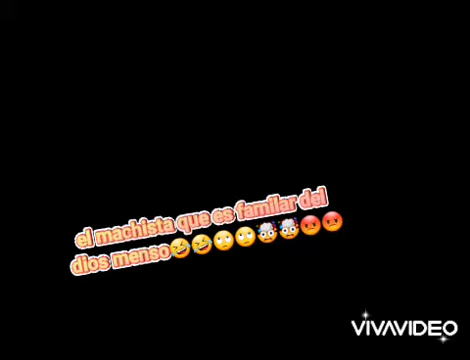 el machista que es familar del
dios menso🤣🤣🙄🙄🤯🤯😡😡
VIVAVIDEO